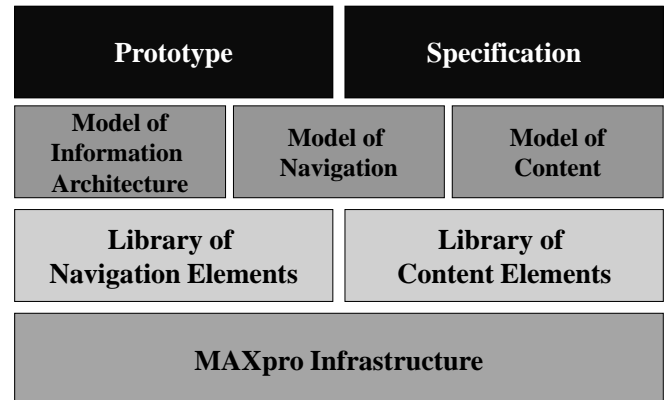 Prototype
Specification
Model of
Information
Architecture
Model of
Navigation
Model of
Content
Library of
Navigation Elements
Library of
Content Elements
MAXpro Infrastructure